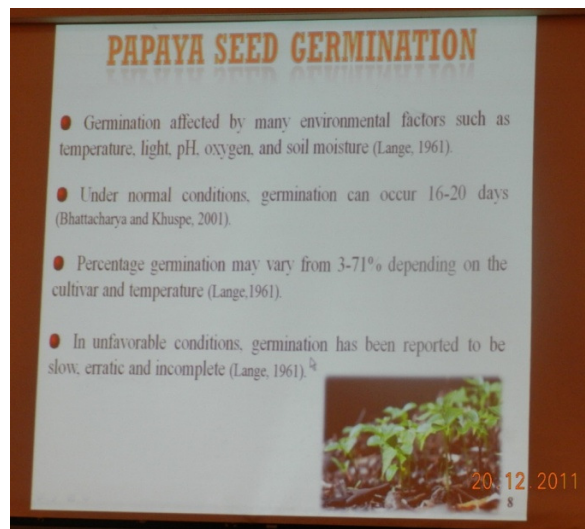 PAPAYA SEED GERMINATION
Germination affected by many environmental factors such as
temperature, light, pH, oxygen, and soil moisture (Lange, 1961).
Under normal conditions, germination can occur 16-20 days
(Bhattacharya and Khuspe, 2001).
Percentage germination may vary from 3-71% depending on the
cultivar and temperature (Lange,1961).
In unfavorable conditions, germination has been reported to be
slow, erratic and incomplete (Lange, 1961).
20.12.2011
8